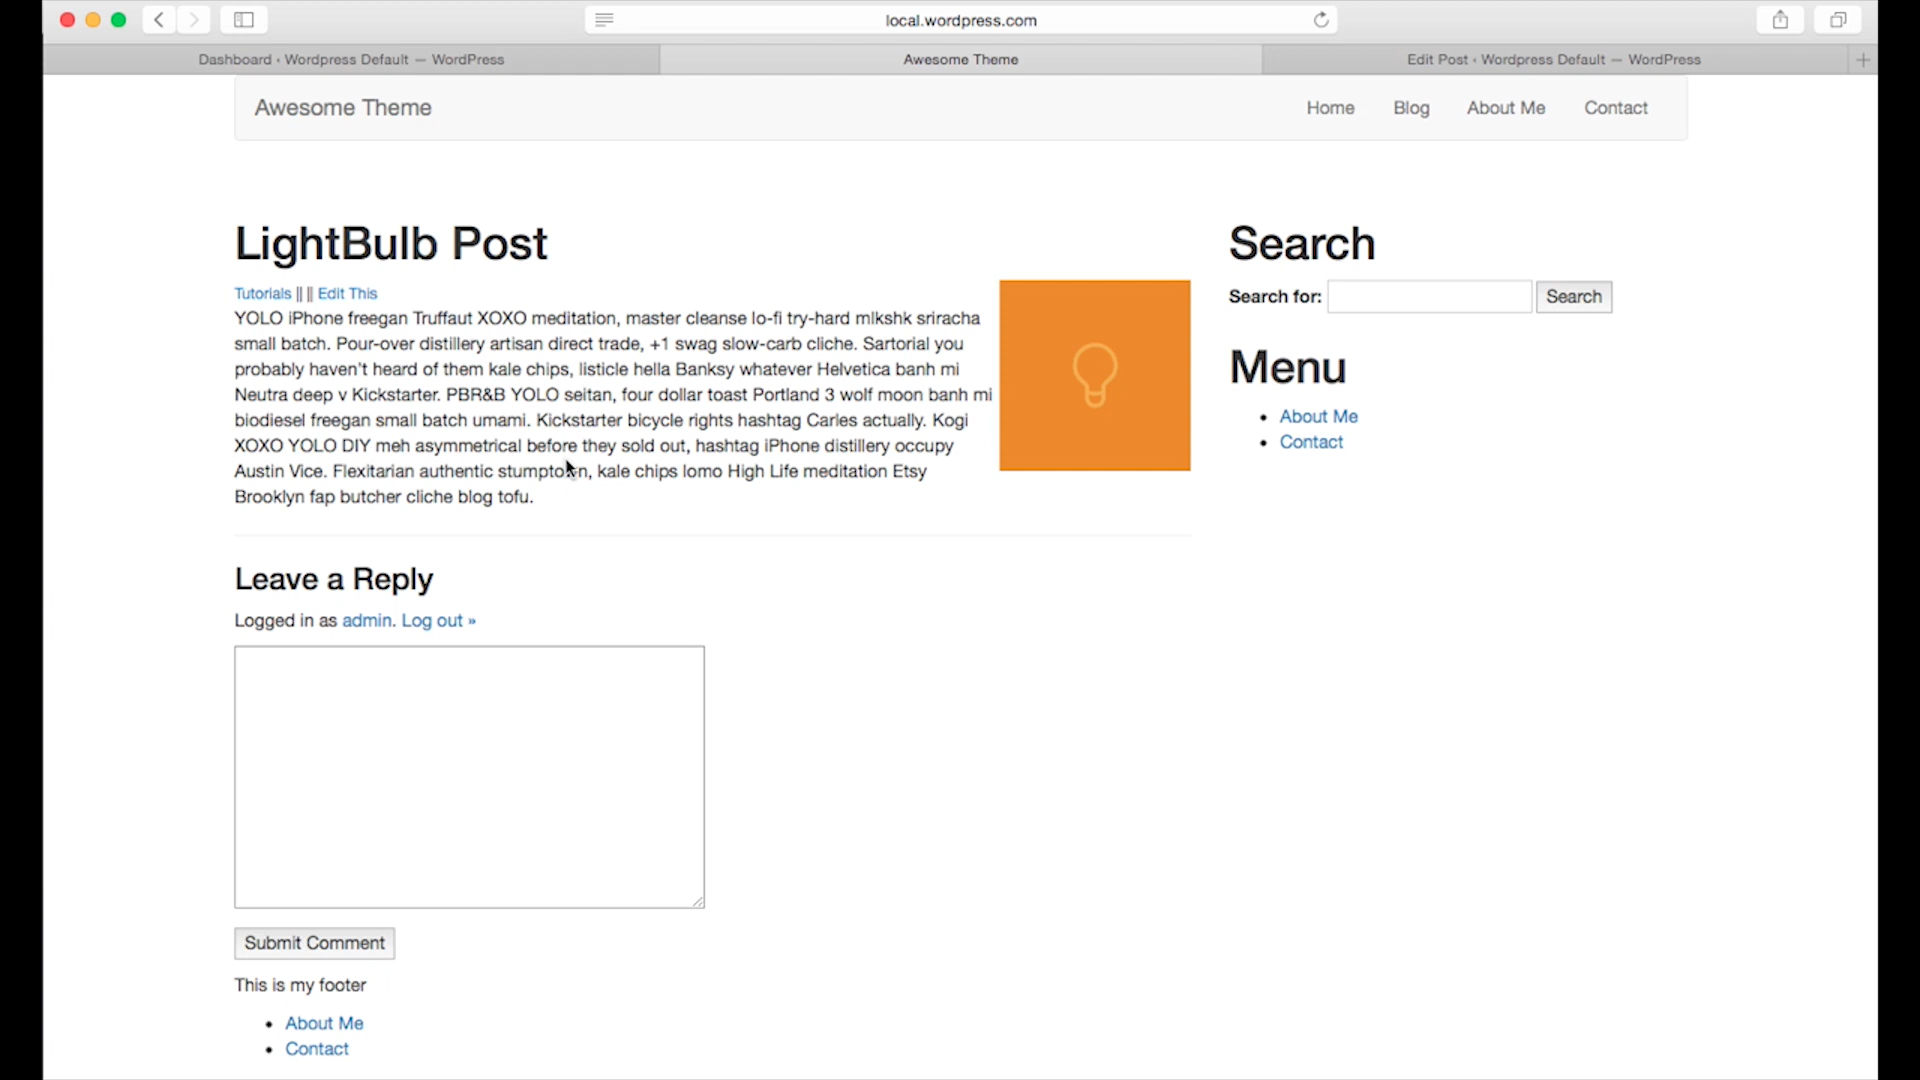 local.wordpress.com
Dashboard ‹ Wordpress Default — WordPress
Awesome Theme
Edit Post ‹ Wordpress Default — WordPress
Awesome Theme
Home
Blog
About Me
Contact
LightBulb Post
Tutorials || || Edit This
YOLO iPhone freegan Truffaut XOXO meditation, master cleanse lo-fi try-hard mlkshk sriracha
small batch. Pour-over distillery artisan direct trade, +1 swag slow-carb cliche. Sartorial you
probably haven't heard of them kale chips, listicle hella Banksy whatever Helvetica banh mi
Neutra deep v Kickstarter. PBR&B YOLO seitan, four dollar toast Portland 3 wolf moon banh mi
biodiesel freegan small batch umami. Kickstarter bicycle rights hashtag Carles actually. Kogi
XOXO YOLO DIY meh asymmetrical before they sold out, hashtag iPhone distillery occupy
Austin Vice. Flexitarian authentic stumptown, kale chips lomo High Life meditation Etsy
Brooklyn fap butcher cliche blog tofu.
Search
Search for:
Search
Menu
• About Me
• Contact
Leave a Reply
Logged in as admin. Log out »
Submit Comment
This is my footer
• About Me
• Contact